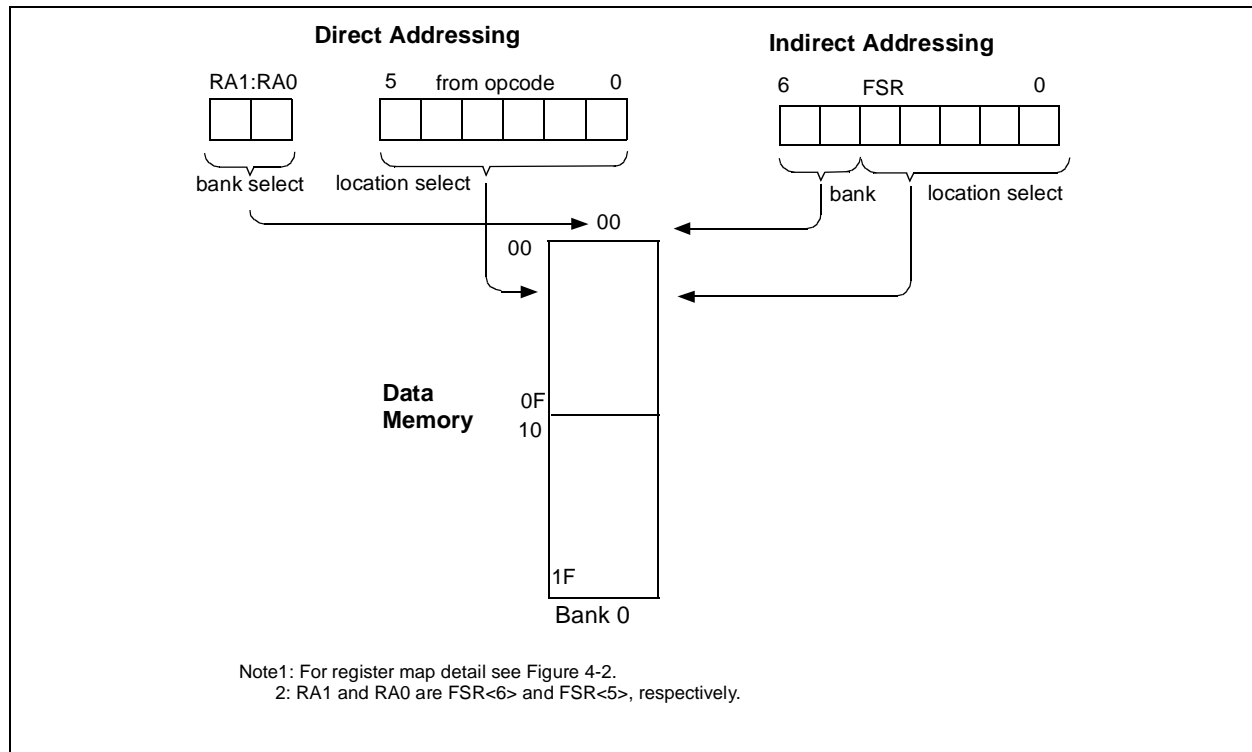 Direct Addressing
RA1:RA0
5 from opcode 0
bank select
location select
Indirect Addressing
6 FSR 0
bank
location select
00
00
Data
Memory
0F
10
1F
Bank 0
Note1: For register map detail see Figure 4-2.
2: RA1 and RA0 are FSR<6> and FSR<5>, respectively.